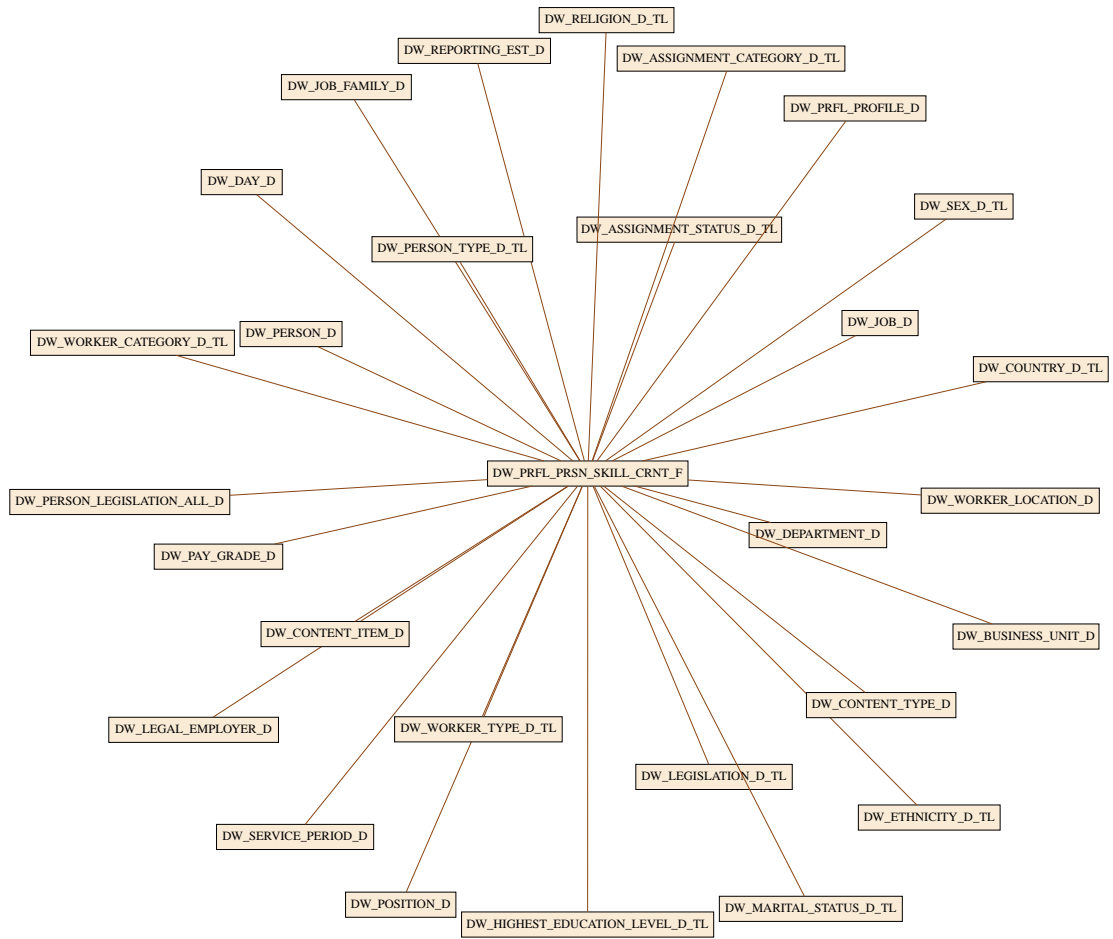 DW_RELIGION_D_TL
DW_REPORTING_EST_D
DW_ASSIGNMENT_CATEGORY_D_TL
DW_JOB_FAMILY_D
DW_PRFL_PROFILE_D
DW_DAY_D
DW_SEX_D_TL
DW_ASSIGNMENT_STATUS_D_TL
DW_PERSON_TYPE_D_TL
DW_JOB_D
DW_PERSON_D
DW_WORKER_CATEGORY_D_TL
DW_COUNTRY_D_TL
DW_PRFL_PRSN_SKILL_CRNT_F
DW_PERSON_LEGISLATION_ALL_D
DW_WORKER_LOCATION_D
DW_DEPARTMENT_D
DW_PAY_GRADE_D
DW_CONTENT_ITEM_D
DW_BUSINESS_UNIT_D
DW_CONTENT_TYPE_D
DW_LEGAL_EMPLOYER_D
DW_WORKER_TYPE_D_TL
DW_LEGISLATION_D_TL
DW_ETHNICITY_D_TL
DW_SERVICE_PERIOD_D
DW_POSITION_D
DW_MARITAL_STATUS_D_TL
DW_HIGHEST_EDUCATION_LEVEL_D_TL